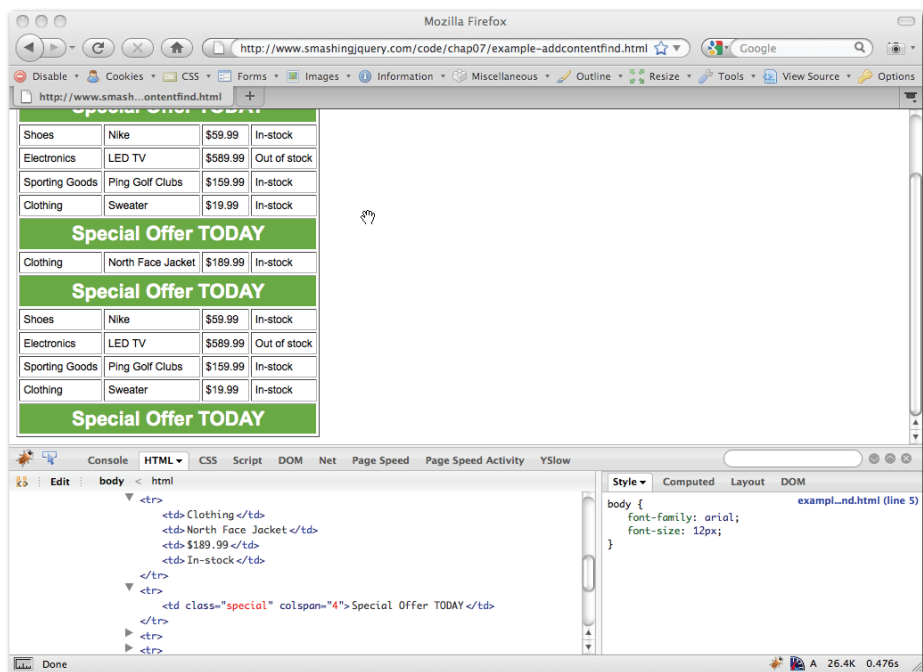 Mozilla Firefox
http://www.smashingjquery.com/code/chap07/example-addcontentfind.html
Google
Disable Cookies CSS Forms Images Information Miscellaneous Outline Resize Tools View Source Options
http://www.smash...ontentfind.html +
Special Offer TODAY
Shoes Nike $59.99 In-stock
Electronics LED TV $589.99 Out of stock
Sporting Goods Ping Golf Clubs $159.99 In-stock
Clothing Sweater $19.99 In-stock
Special Offer TODAY
Clothing North Face Jacket $189.99 In-stock
Special Offer TODAY
Shoes Nike $59.99 In-stock
Electronics LED TV $589.99 Out of stock
Sporting Goods Ping Golf Clubs $159.99 In-stock
Clothing Sweater $19.99 In-stock
Special Offer TODAY
Console HTML CSS Script DOM Net Page Speed Page Speed Activity YSlow
Edit body < html
Style Computed Layout DOM
<tr>
<td>Clothing</td>
<td>North Face Jacket</td>
<td>$189.99</td>
<td>In-stock</td>
</tr>
<tr>
<td class="special" colspan="4">Special Offer TODAY</td>
</tr>
<tr>
<tr>
exampl...nd.html (line 5)
body {
font-family: arial;
font-size: 12px;
}
Done
A 26.4K 0.476s